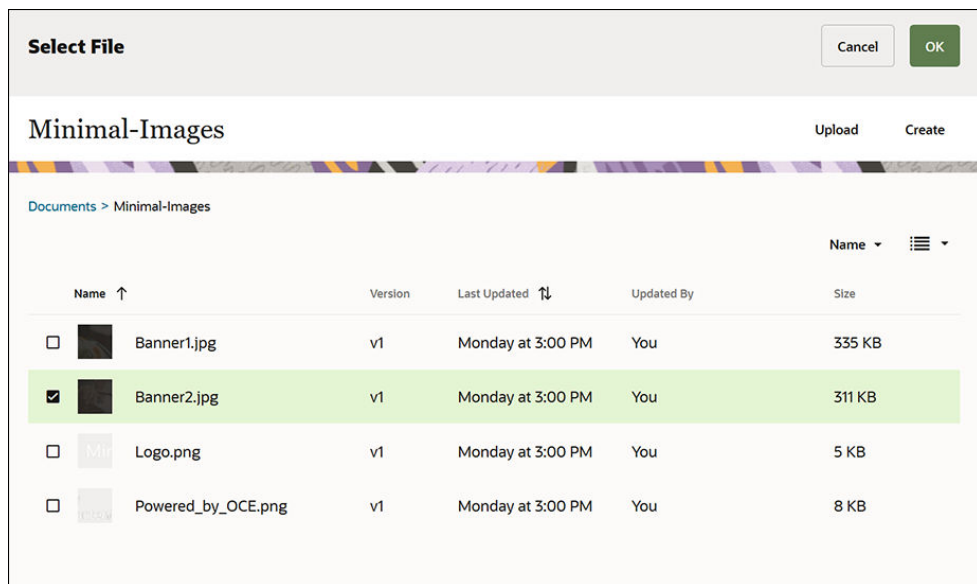 Select File
Cancel
OK
Minimal-Images
Upload
Create
Documents > Minimal-Images
Name
Name Version Last Updated Updated By Size
Banner1.jpg v1 Monday at 3:00 PM You 335 KB
Banner2.jpg v1 Monday at 3:00 PM You 311 KB
Logo.png v1 Monday at 3:00 PM You 5 KB
Powered_by_OCE.png v1 Monday at 3:00 PM You 8 KB